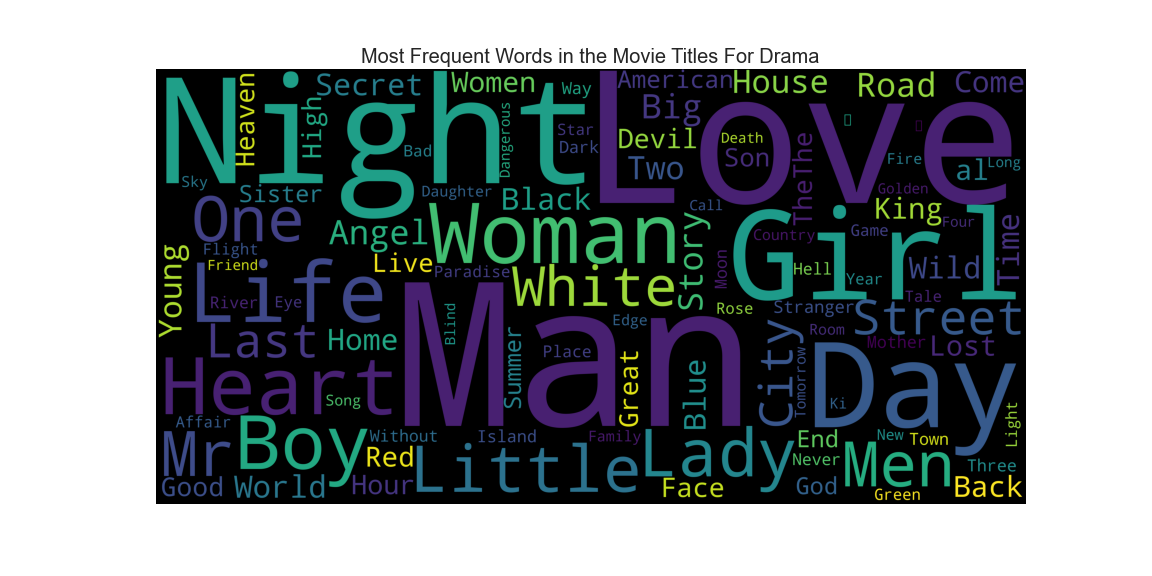 Most Frequent Words in the Movie Titles For Drama
Night
Love
Heaven
High
Secret
Women
Way
American
House
Road
Come
Big
Star
Dark
Bad
Dangerous
Devil
Death
Two
Son
TheThe
Fire
al
Long
Sky
Sister
Daughter
Black
Call
Golden
King
Four
Time
One
Angel
Woman
Story
Girl
Country
Game
Flight
Friend
Young
Life
Live
Paradise
White
Moon
Hell
Year
Wild
River
Eye
Rose
Stranger
Tale
Street
Last
Home
Blind
Man
Edge
Summer
Place
Great
Blue
City
Tomorrow
Room
Mother
Lost
Heart
Song
Day
Ki
Light
Affair
Mr
Boy
Without
Red
Island
Little
Family
Lady
End
Never
Men
New
Town
Three
Good
World
Hour
Face
God
Green
Back